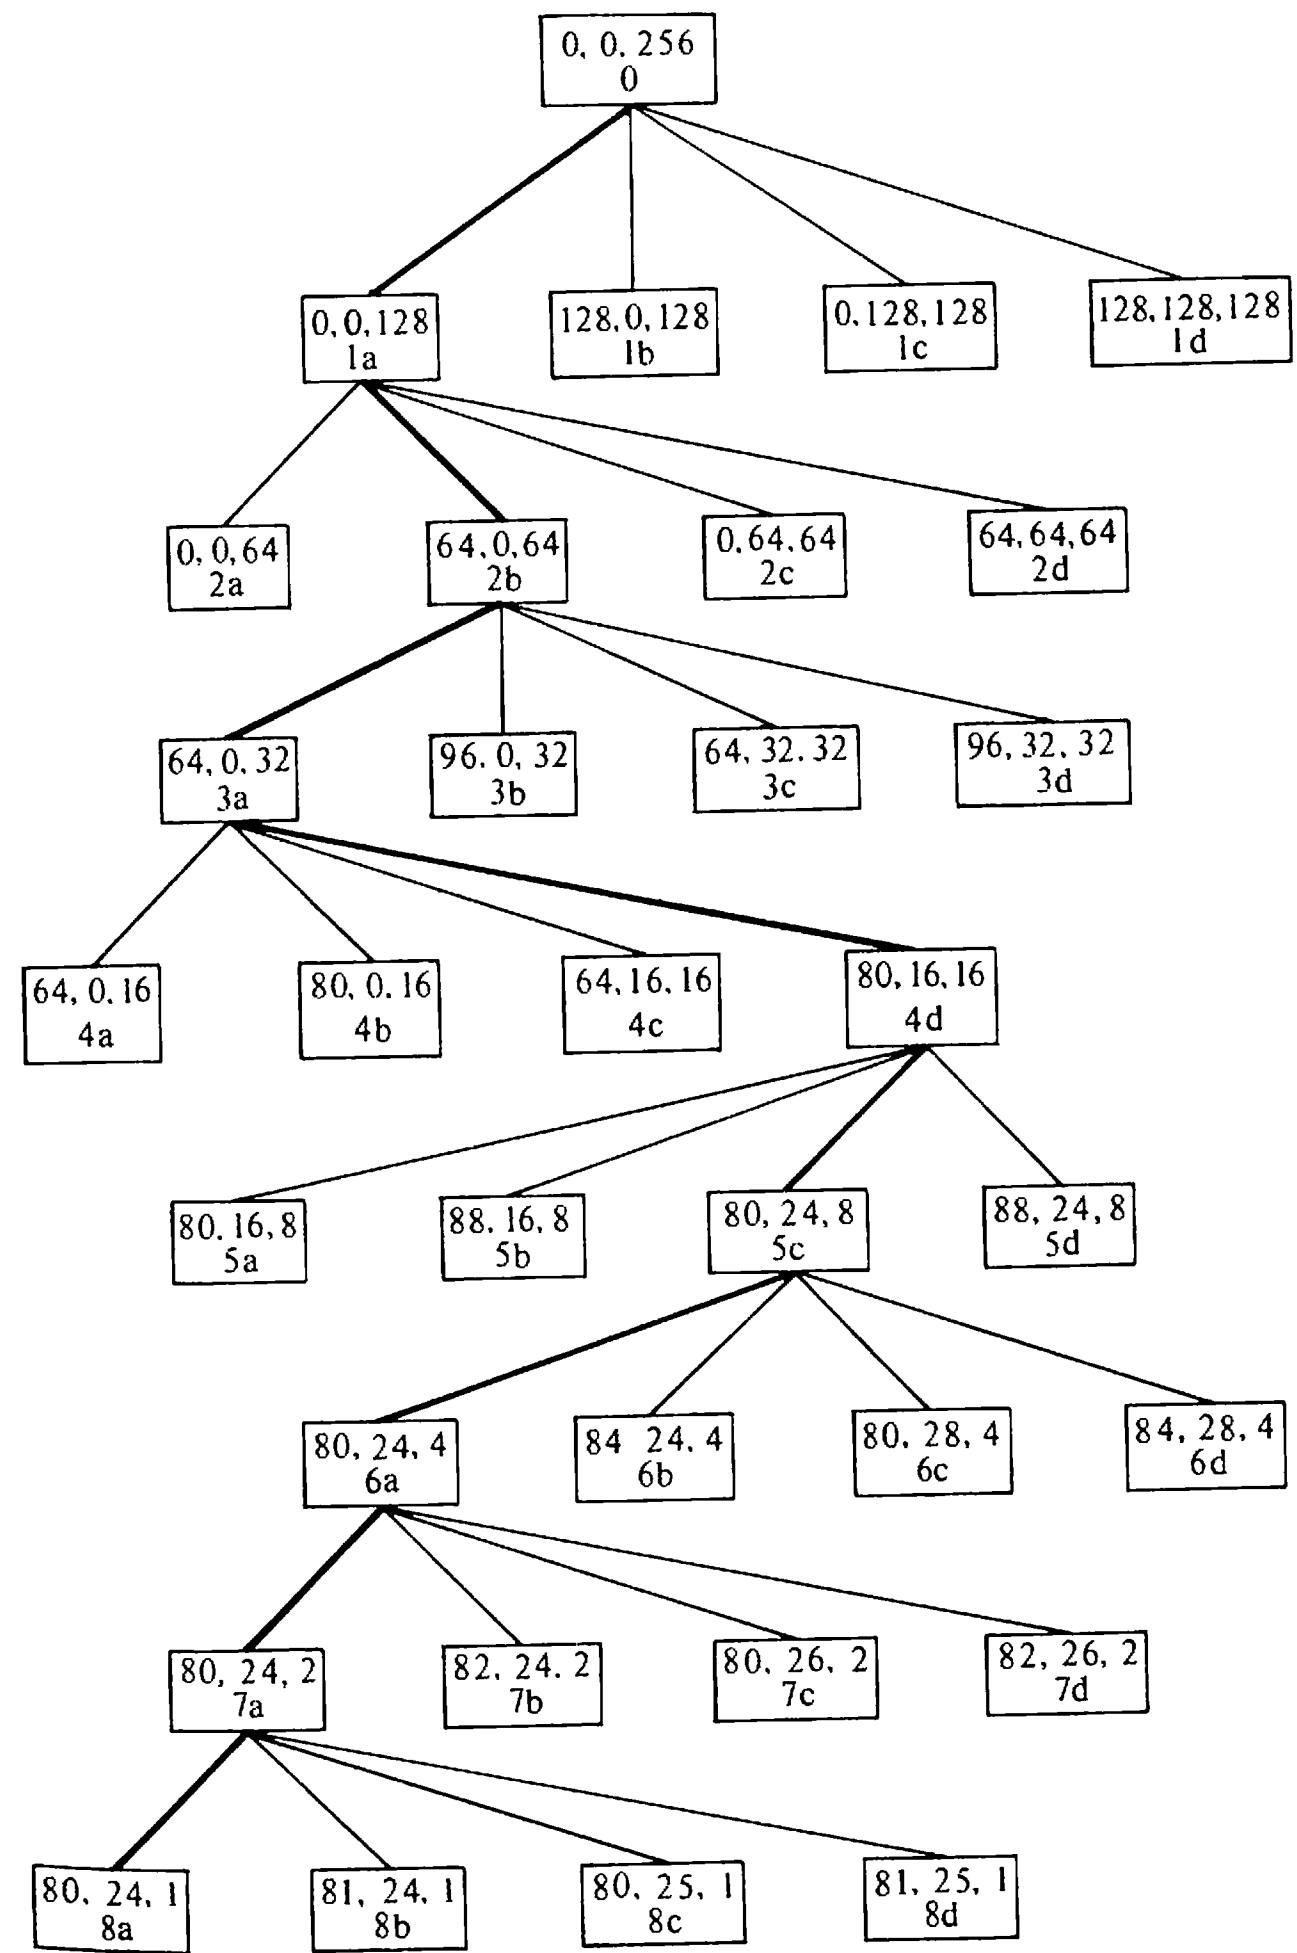 0, 0. 256
0
0, 0, 128
1a
128, 0, 128
1b
0. 128, 128
1c
128, 128, 128
1d
0, 0, 64
2a
64, 0, 64
2b
0, 64, 64
2c
64, 64, 64
2d
64, 0, 32
3a
96. 0, 32
3b
64, 32. 32
3c
96, 32. 32
3d
64, 0. 16
4a
80, 0. 16
4b
64, 16, 16
4c
80, 16, 16
4d
80, 16, 8
5a
88. 16, 8
5b
80, 24, 8
5c
88, 24, 8
5d
80, 24, 4
6a
84 24, 4
6b
80, 28, 4
6c
84, 28, 4
6d
80, 24, 2
7a
82, 24. 2
7b
80, 26, 2
7c
82, 26, 2
7d
80, 24, 1
8a
81, 24, 1
8b
80, 25, 1
8c
81, 25, 1
8d